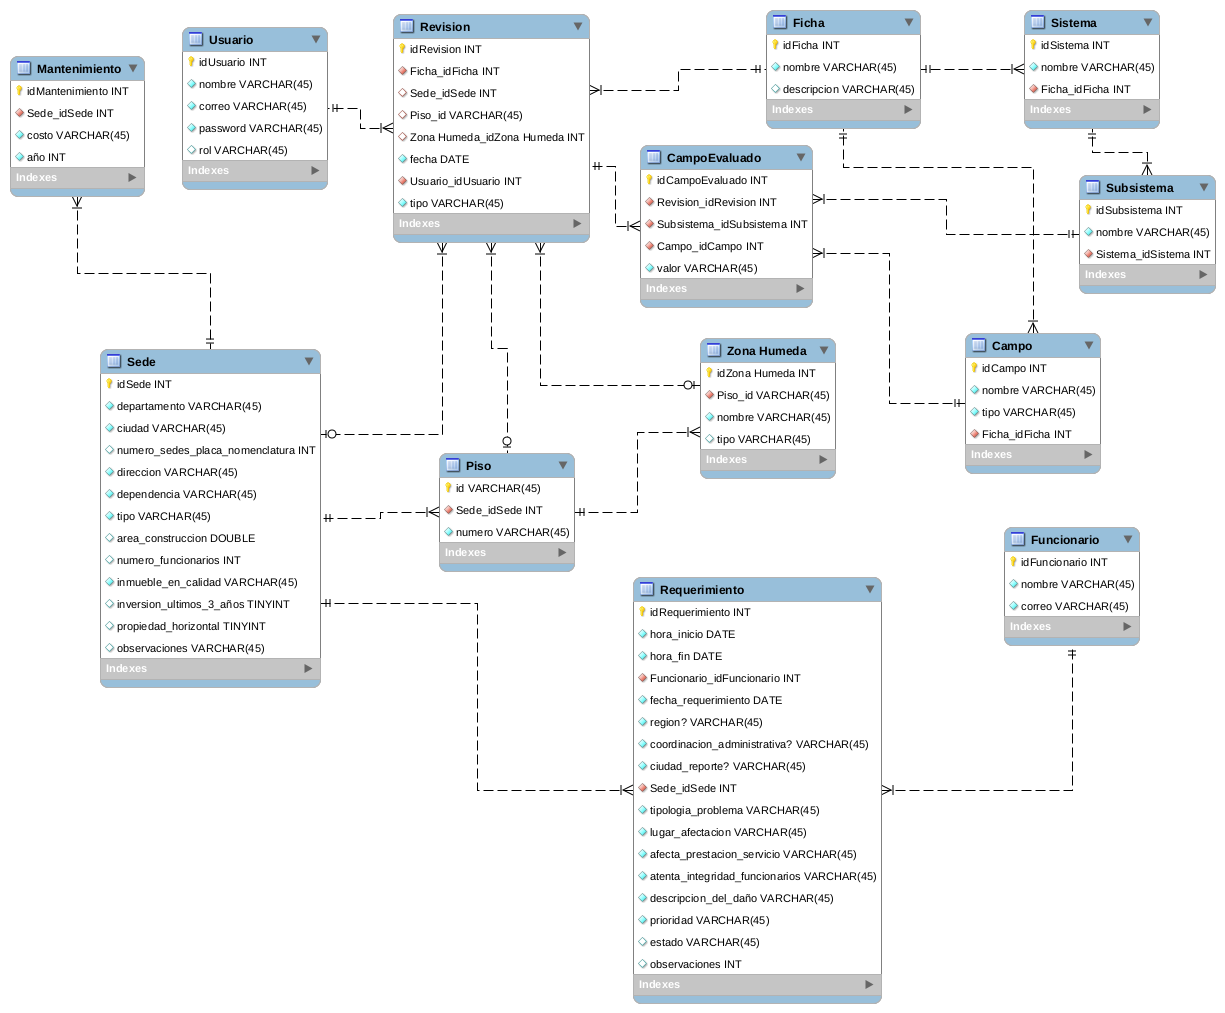 Mantenimiento
idMantenimiento INT
Sede_idSede INT
costo VARCHAR(45)
año INT
Indexes
Usuario
idUsuario INT
nombre VARCHAR(45)
correo VARCHAR(45)
password VARCHAR(45)
rol VARCHAR(45)
Indexes
Revision
idRevision INT
Ficha_idFicha INT
Sede_idSede INT
Piso_id VARCHAR(45)
Zona Humeda_idZona Humeda INT
fecha DATE
Usuario_idUsuario INT
tipo VARCHAR(45)
Indexes
Ficha
idFicha INT
nombre VARCHAR(45)
descripcion VARCHAR(45)
Indexes
Sistema
idSistema INT
nombre VARCHAR(45)
Ficha_idFicha INT
Indexes
CampoEvaluado
idCampoEvaluado INT
Revision_idRevision INT
Subsistema_idSubsistema INT
Campo_idCampo INT
valor VARCHAR(45)
Indexes
Subsistema
idSubsistema INT
nombre VARCHAR(45)
Sistema_idSistema INT
Indexes
Sede
idSede INT
departamento VARCHAR(45)
ciudad VARCHAR(45)
numero_sedes_placa_nomenclatura INT
direccion VARCHAR(45)
dependencia VARCHAR(45)
tipo VARCHAR(45)
area_construccion DOUBLE
numero_funcionarios INT
inmueble_en_calidad VARCHAR(45)
inversion_ultimos_3_años TINYINT
propiedad_horizontal TINYINT
observaciones VARCHAR(45)
Indexes
Zona Humeda
idZona Humeda INT
Piso_id VARCHAR(45)
nombre VARCHAR(45)
tipo VARCHAR(45)
Indexes
Campo
idCampo INT
nombre VARCHAR(45)
tipo VARCHAR(45)
Ficha_idFicha INT
Indexes
Piso
id VARCHAR(45)
Sede_idSede INT
numero VARCHAR(45)
Indexes
Funcionario
idFuncionario INT
nombre VARCHAR(45)
correo VARCHAR(45)
Indexes
Requerimiento
idRequerimiento INT
hora_inicio DATE
hora_fin DATE
Funcionario_idFuncionario INT
fecha_requerimiento DATE
region? VARCHAR(45)
coordinacion_administrativa? VARCHAR(45)
ciudad_reporte? VARCHAR(45)
Sede_idSede INT
tipologia_problema VARCHAR(45)
lugar_afectacion VARCHAR(45)
afecta_prestacion_servicio VARCHAR(45)
atenta_integridad_funcionarios VARCHAR(45)
descripcion_del_daño VARCHAR(45)
prioridad VARCHAR(45)
estado VARCHAR(45)
observaciones INT
Indexes